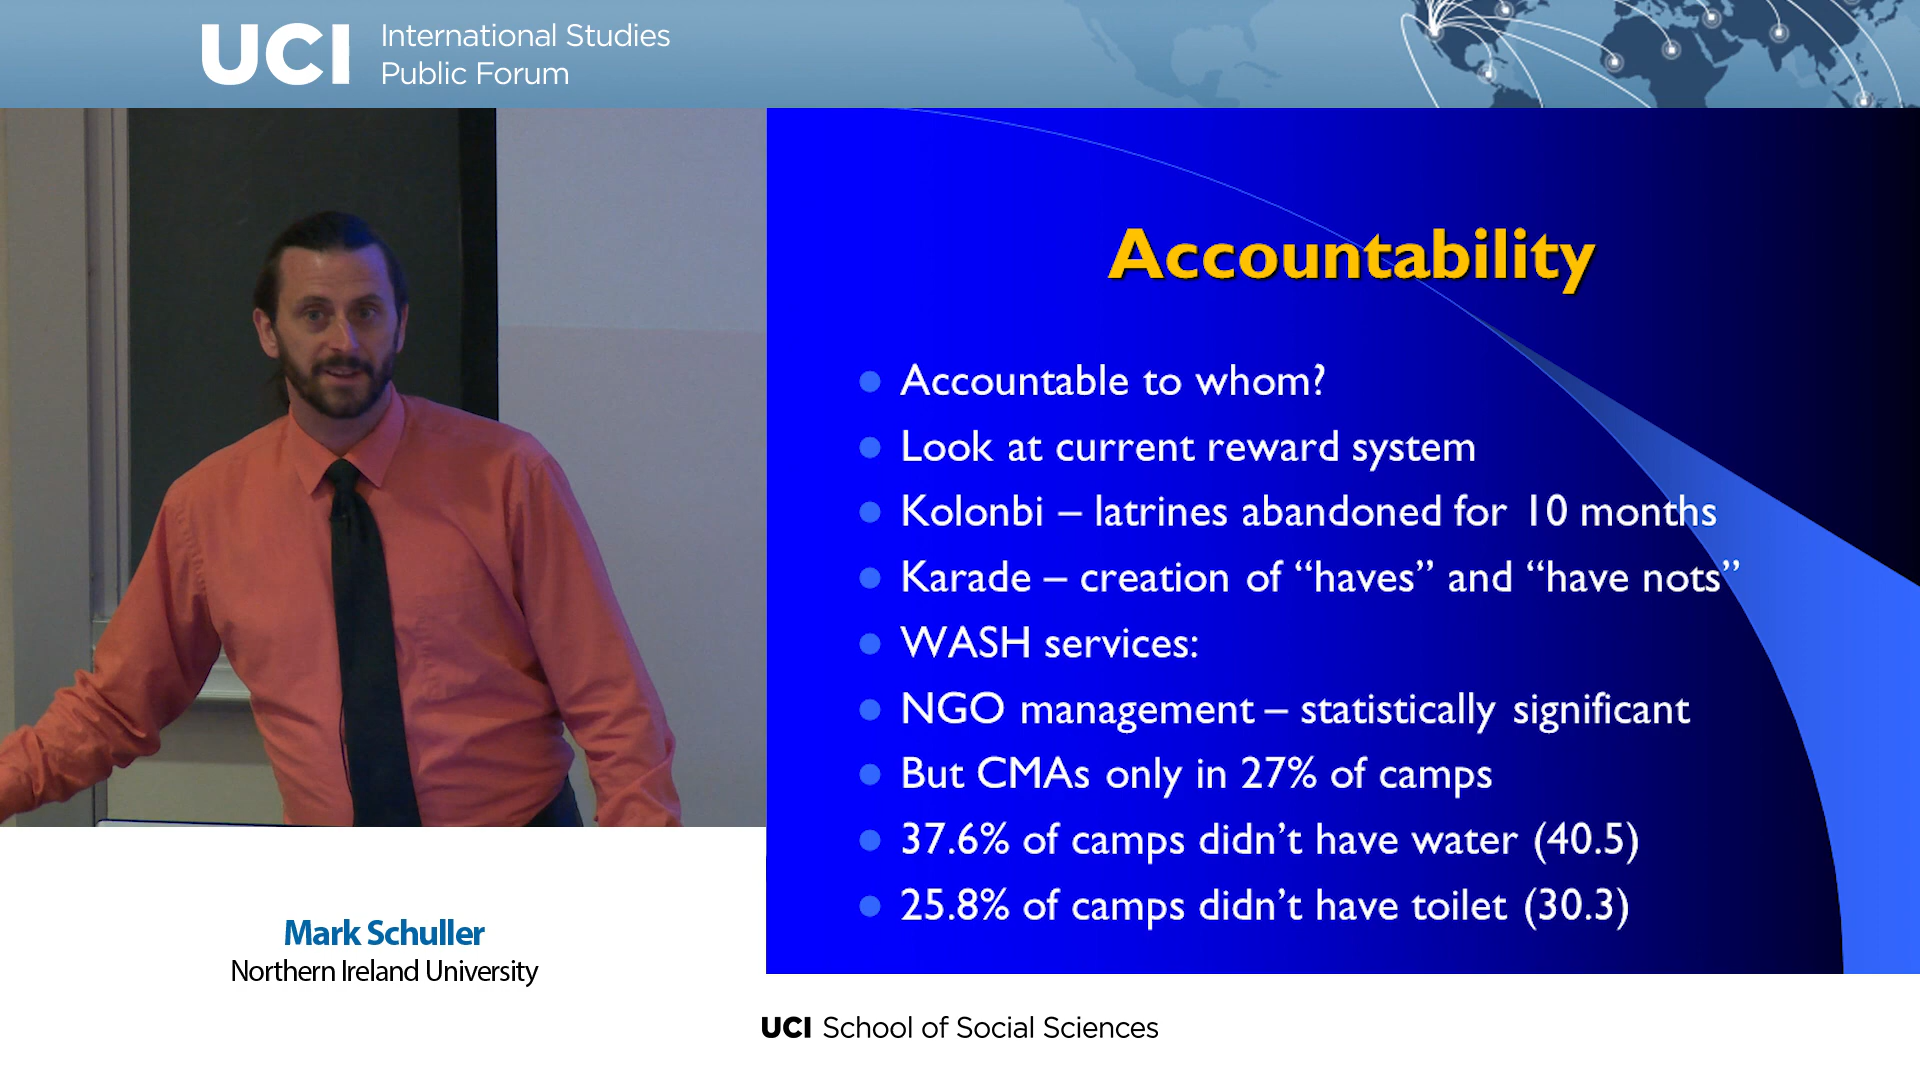 UCI International Studies
Public Forum
Accountability
Accountable to whom?
Look at current reward system
Kolonbi – latrines abandoned for 10 months
Karade – creation of “haves” and “have nots”
WASH services:
NGO management – statistically significant
But CMAs only in 27% of camps
37.6% of camps didn’t have water (40.5)
25.8% of camps didn’t have toilet (30.3)
Mark Schuller
Northern Ireland University
UCI School of Social Sciences